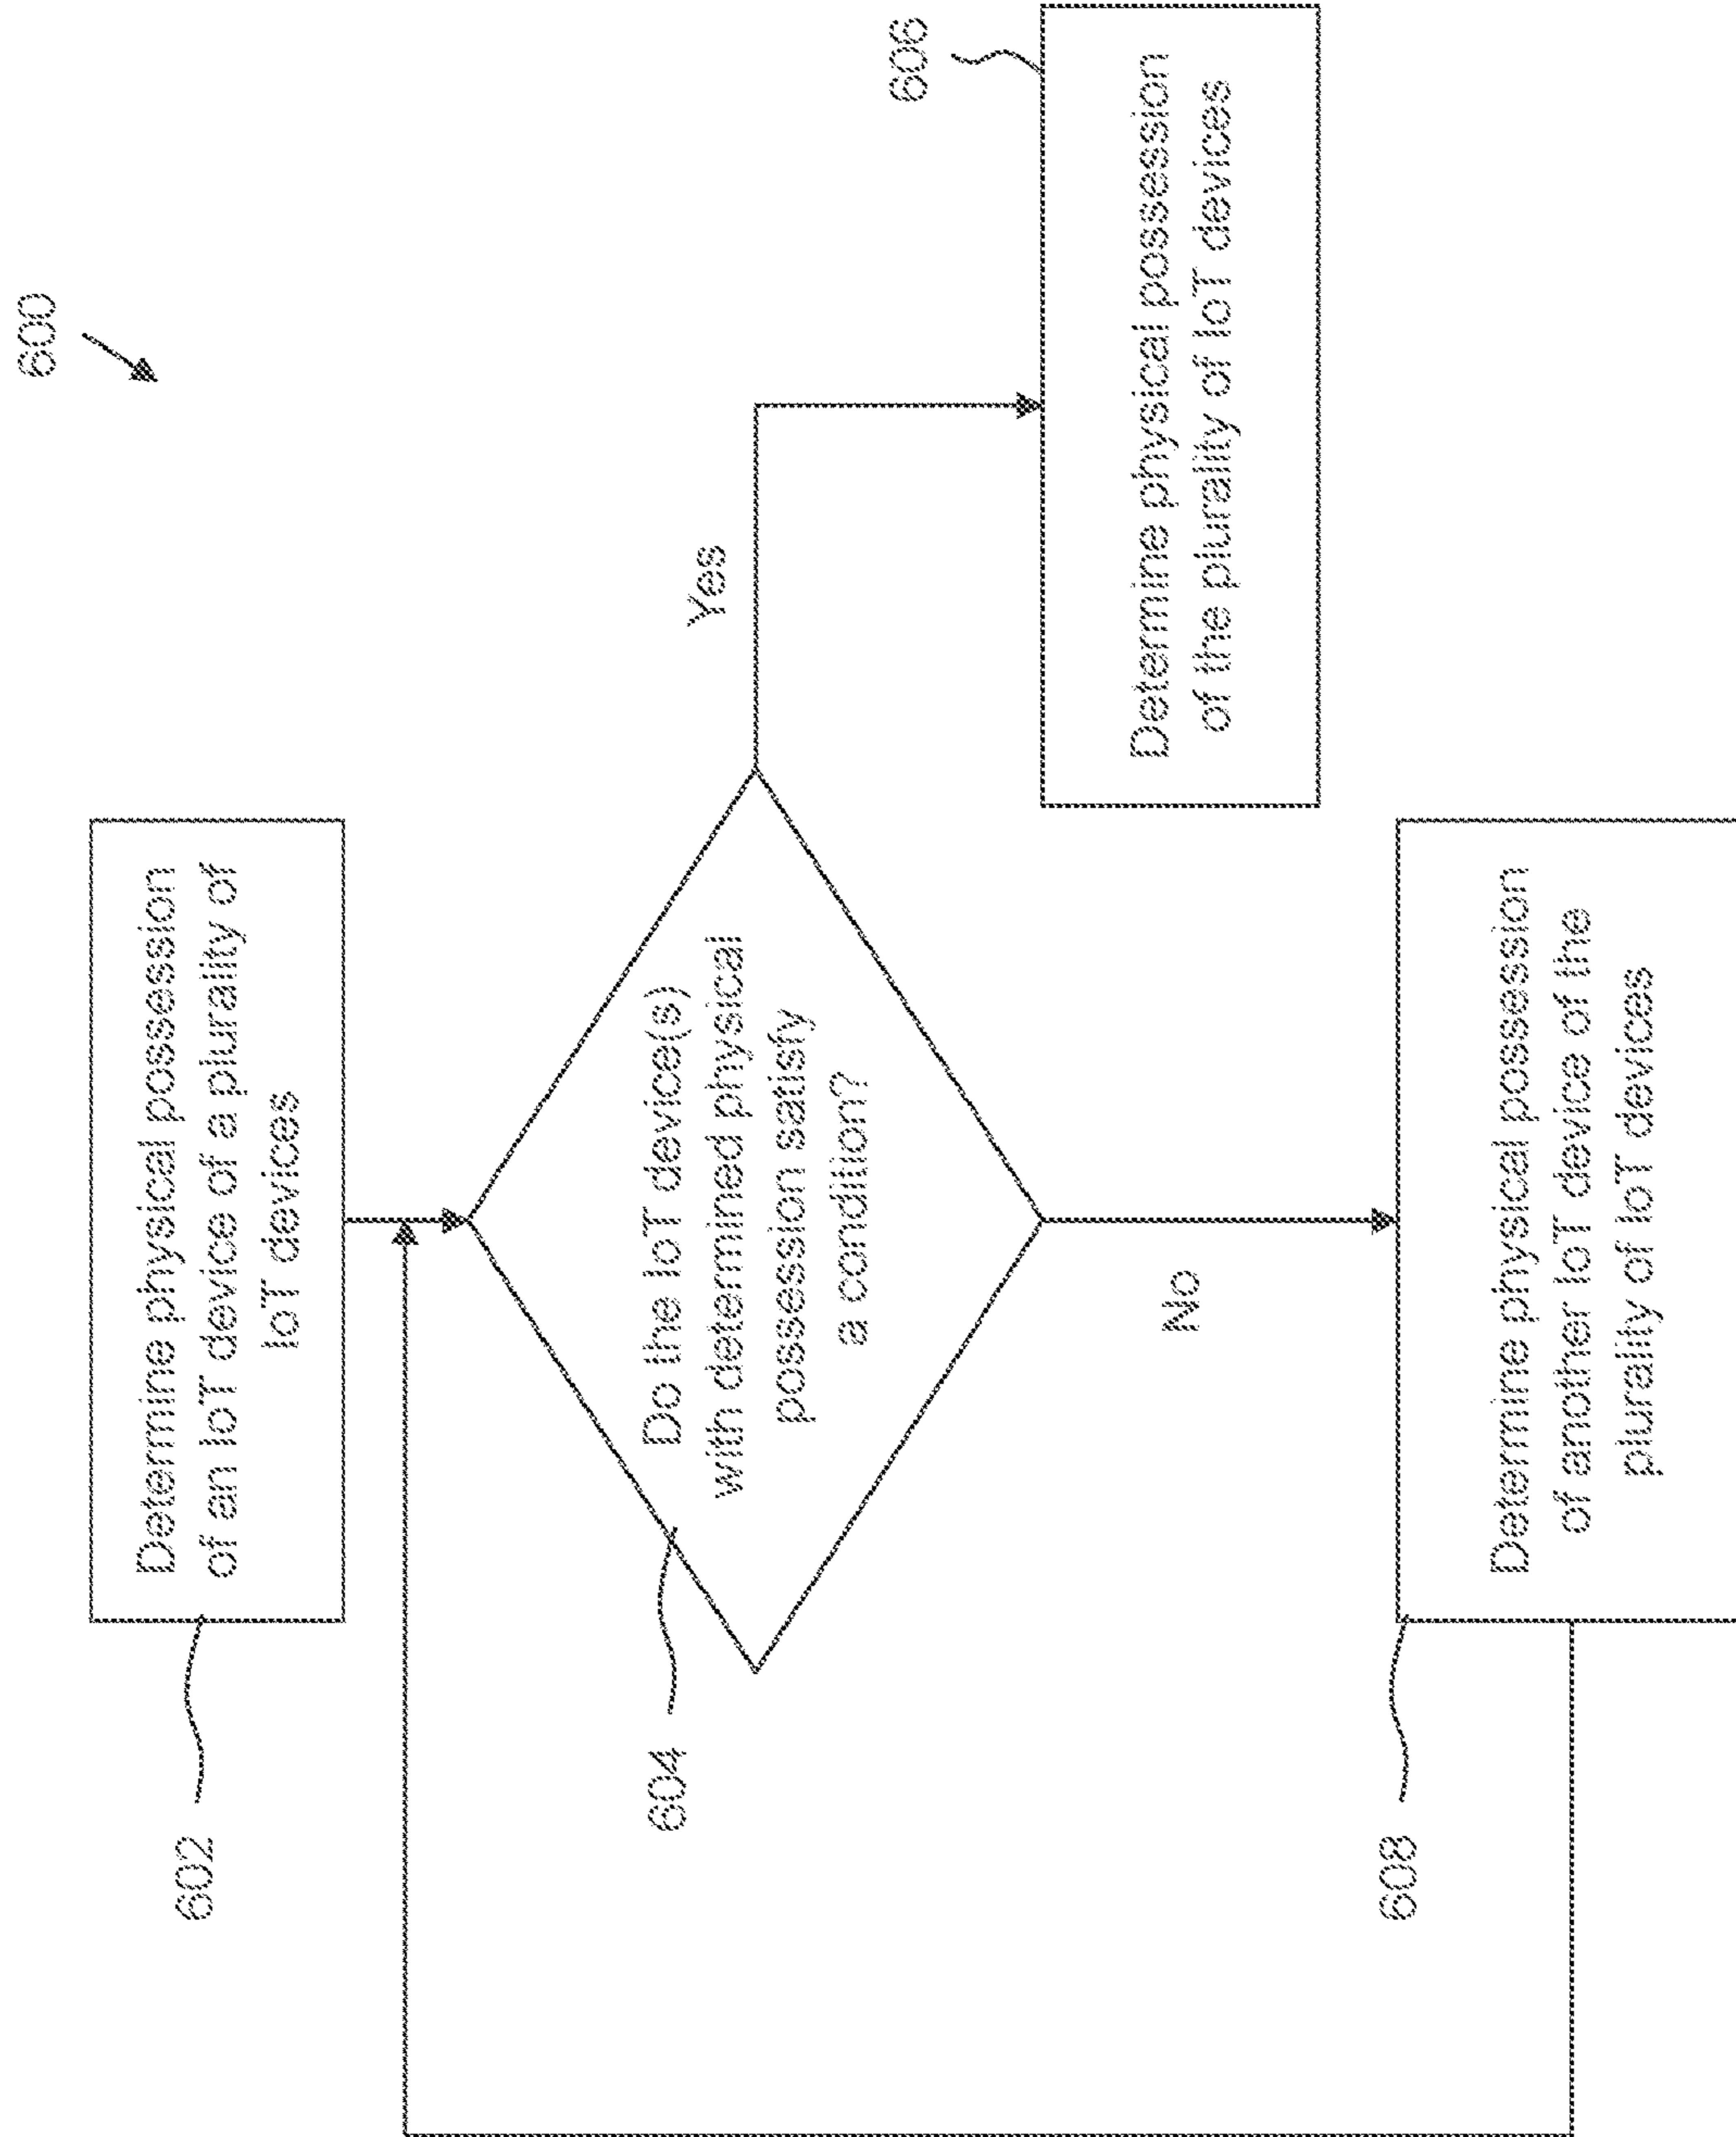 600
602
Determine physical possession
of an IoT device of a plurality of
IoT devices
604
Do the IoT device(s)
with determined physical
possession satisfy
a condition?
Yes
606
Determine physical possession
of the plurality of IoT devices
No
608
Determine physical possession
of another IoT device of the
plurality of IoT devices